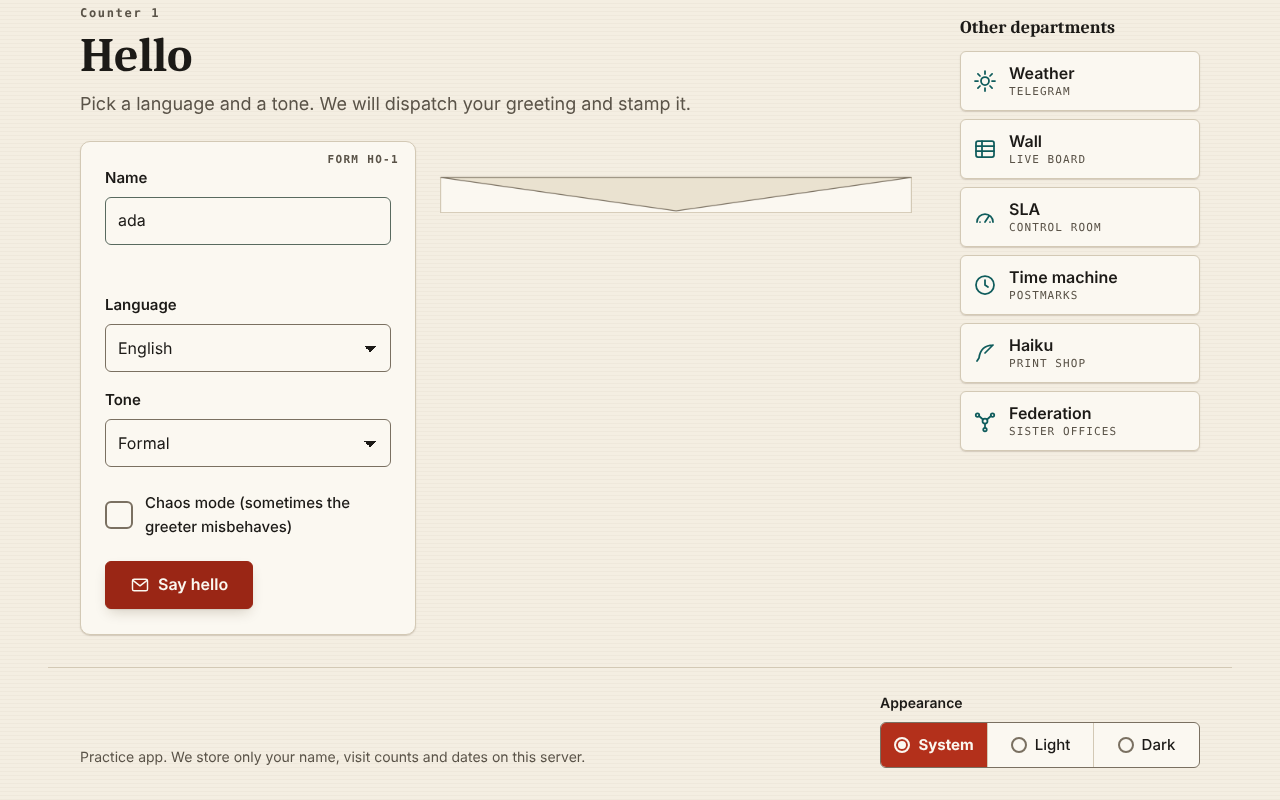 Counter 1
Hello
Pick a language and a tone. We will dispatch your greeting and stamp it.
FORM HO-1
Name
ada
Language
English
Tone
Formal
Chaos mode (sometimes the
greeter misbehaves)
Say hello
Other departments
Weather
TELEGRAM
Wall
LIVE BOARD
SLA
CONTROL ROOM
Time machine
POSTMARKS
Haiku
PRINT SHOP
Federation
SISTER OFFICES
Practice app. We store only your name, visit counts and dates on this server.
Appearance
System
Light
Dark